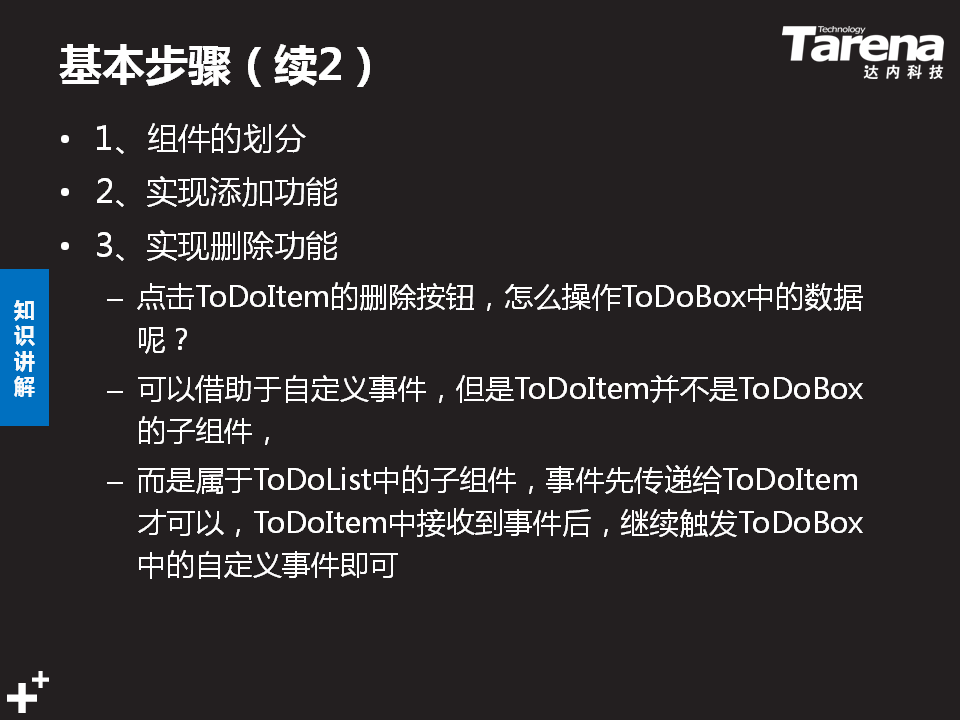 基本步骤（续2）
Technology
Tarena
达内科技
• 1、组件的划分
• 2、实现添加功能
• 3、实现删除功能
– 点击ToDoItem的删除按钮，怎么操作ToDoBox中的数据
呢？
– 可以借助于自定义事件，但是ToDoItem并不是ToDoBox
的子组件，
– 而是属于ToDoList中的子组件，事件先传递给ToDoItem
才可以，ToDoItem中接收到事件后，继续触发ToDoBox
中的自定义事件即可
知
识
讲
解